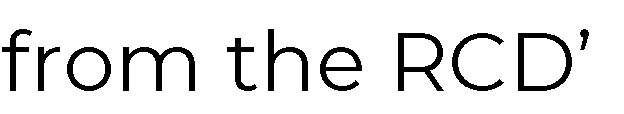 from the RCD’